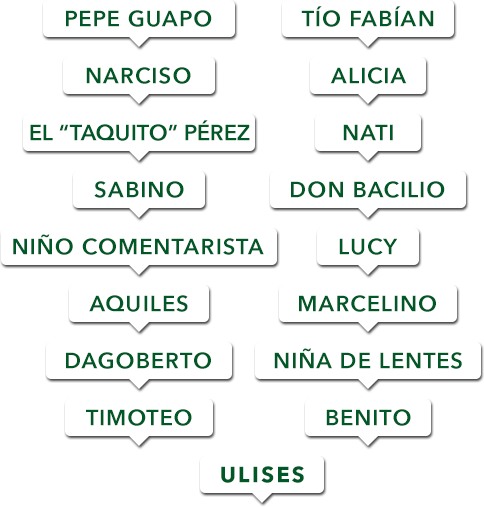 PEPE GUAPO
TÍO FABÍAN
NARCISO
ALICIA
EL “TAQUITO” PÉREZ
NATI
SABINO
DON BACILIO
NIÑO COMENTARISTA
LUCY
AQUILES
MARCELINO
DAGOBERTO
NIÑA DE LENTES
TIMOTEO
BENITO
ULISES